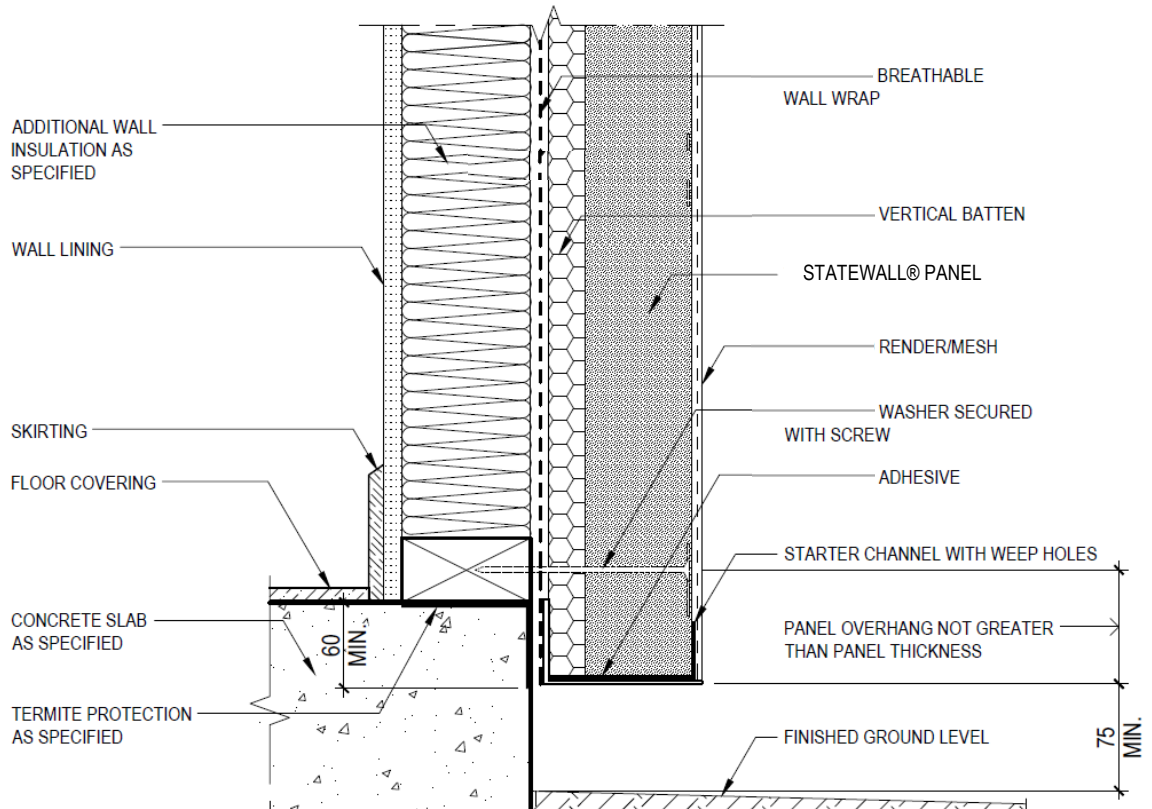 ADDITIONAL WALL
INSULATION AS
SPECIFIED
WALL LINING
SKIRTING
FLOOR COVERING
CONCRETE SLAB
AS SPECIFIED
TERMITE PROTECTION
AS SPECIFIED
60
MIN.
BREATHABLE
WALL WRAP
VERTICAL BATTEN
STATEWALL® PANEL
RENDER/MESH
WASHER SECURED
WITH SCREW
ADHESIVE
STARTER CHANNEL WITH WEEP HOLES
PANEL OVERHANG NOT GREATER
THAN PANEL THICKNESS
FINISHED GROUND LEVEL
75
MIN.